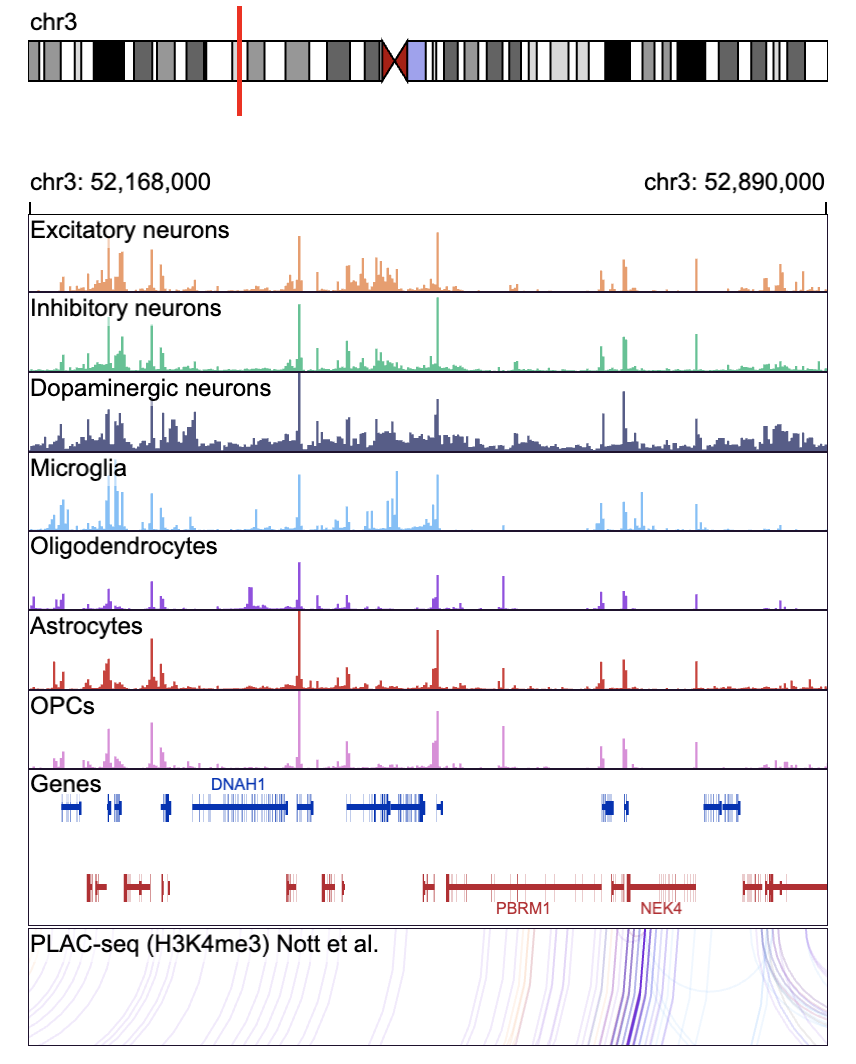 chr3
chr3: 52,168,000
chr3: 52,890,000
Excitatory neurons
Inhibitory neurons
Dopaminergic neurons
Microglia
Oligodendrocytes
Astrocytes
OPCs
Genes
DNAH1
PBRM1
NEK4
PLAC-seq (H3K4me3) Nott et al.